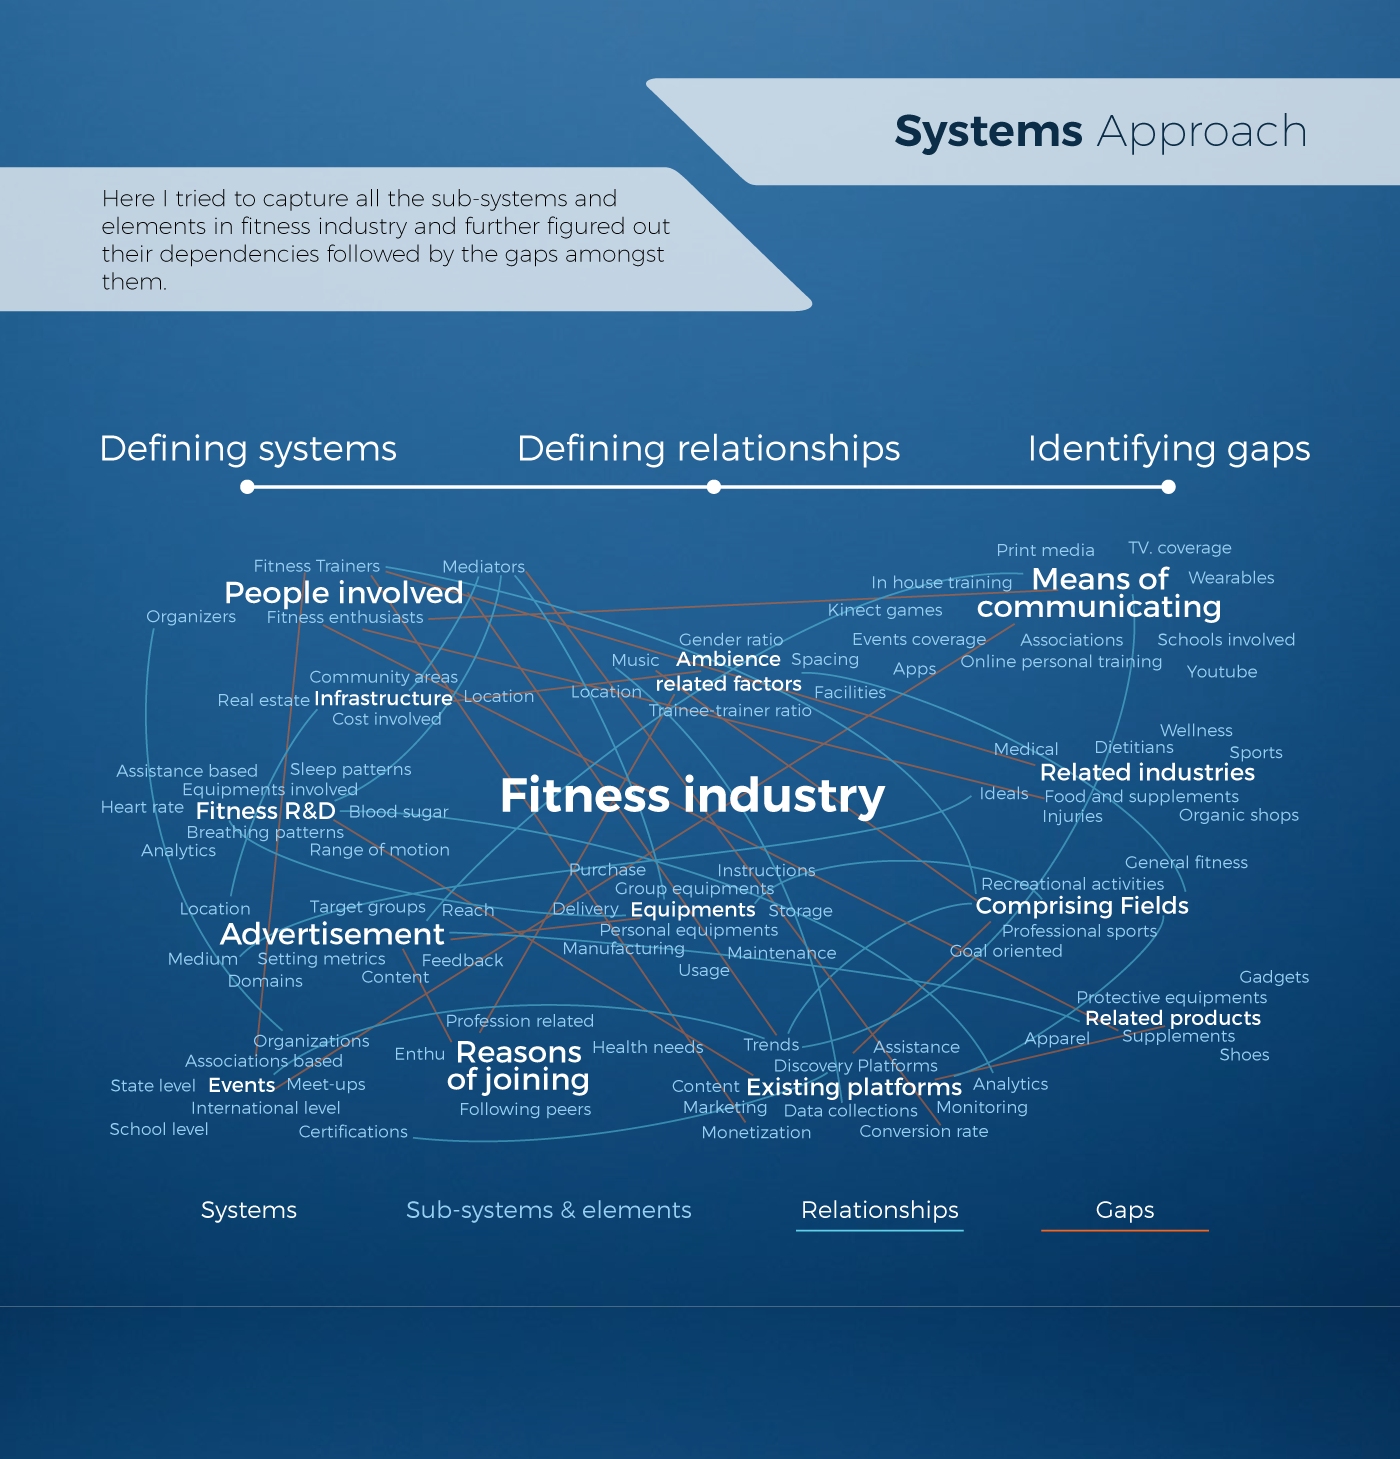 Systems Approach
Here I tried to capture all the sub-systems and
elements in fitness industry and further figured out
their dependencies followed by the gaps amongst
them.
Defining systems
Defining relationships
Identifying gaps
Fitness Trainers
Mediators
People involved
Organizers
Fitness enthusiasts
Print media
TV. coverage
In house training
Means of
communicating
Wearables
Kinect games
Events coverage
Associations
Schools involved
Apps
Online personal training
Youtube
Gender ratio
Music
Ambience
related factors
Spacing
Location
Facilities
Trainee-trainer ratio
Community areas
Real estate
Infrastructure
Location
Cost involved
Wellness
Medical
Dietitians
Sports
Related industries
Ideals
Food and supplements
Injuries
Organic shops
Assistance based
Sleep patterns
Equipments involved
Heart rate
Fitness R&D
Blood sugar
Breathing patterns
Analytics
Range of motion
Fitness industry
General fitness
Recreational activities
Comprising Fields
Professional sports
Goal oriented
Purchase
Instructions
Group equipments
Delivery
Equipments
Storage
Personal equipments
Manufacturing
Maintenance
Usage
Location
Target groups
Reach
Advertisement
Medium
Setting metrics
Feedback
Domains
Content
Gadgets
Protective equipments
Related products
Apparel
Supplements
Shoes
Organizations
Associations based
State level
Events
Meet-ups
International level
School level
Certifications
Profession related
Enthu
Reasons
of joining
Health needs
Following peers
Trends
Assistance
Discovery Platforms
Content
Existing platforms
Analytics
Marketing
Data collections
Monitoring
Monetization
Conversion rate
Systems
Sub-systems & elements
Relationships
Gaps